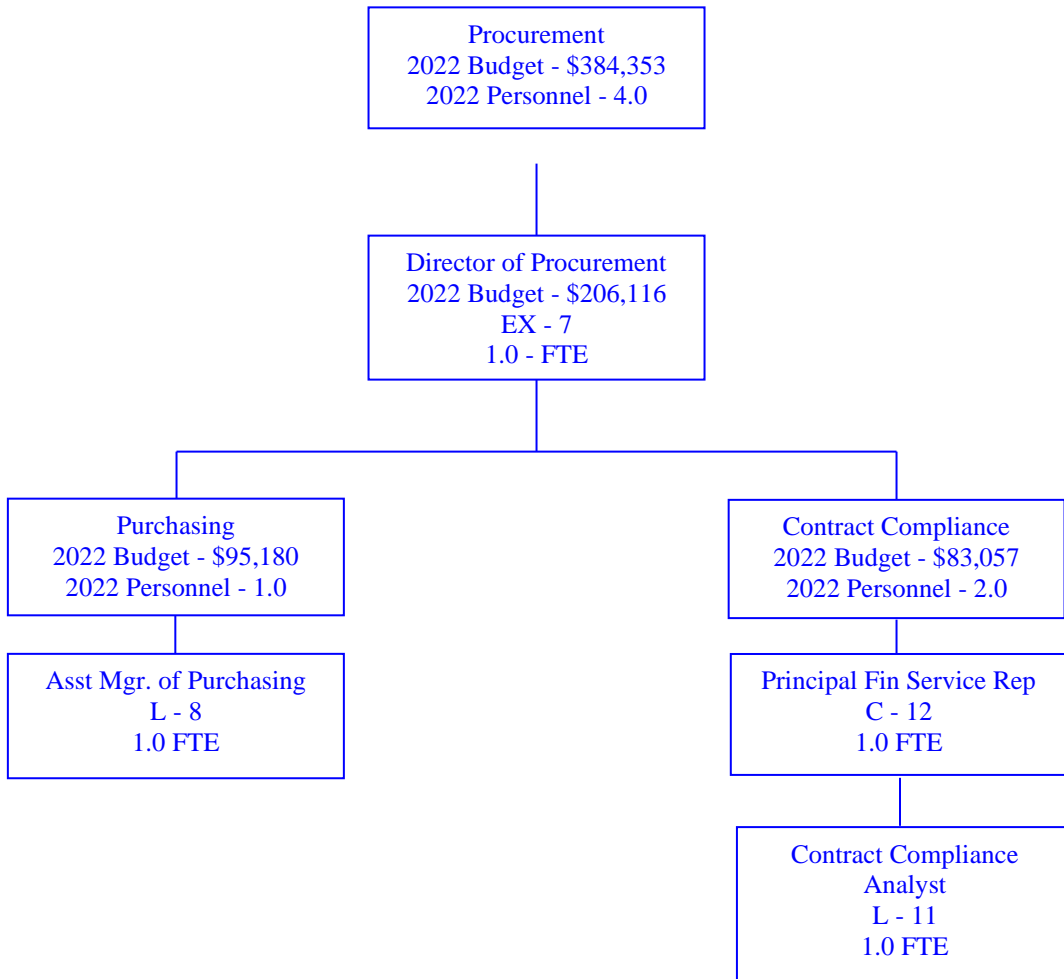 Procurement
2022 Budget - $384,353
2022 Personnel - 4.0
Director of Procurement
2022 Budget - $206,116
EX - 7
1.0 - FTE
Purchasing
2022 Budget - $95,180
2022 Personnel - 1.0
Contract Compliance
2022 Budget - $83,057
2022 Personnel - 2.0
Asst Mgr. of Purchasing
L - 8
1.0 FTE
Principal Fin Service Rep
C - 12
1.0 FTE
Contract Compliance
Analyst
L - 11
1.0 FTE